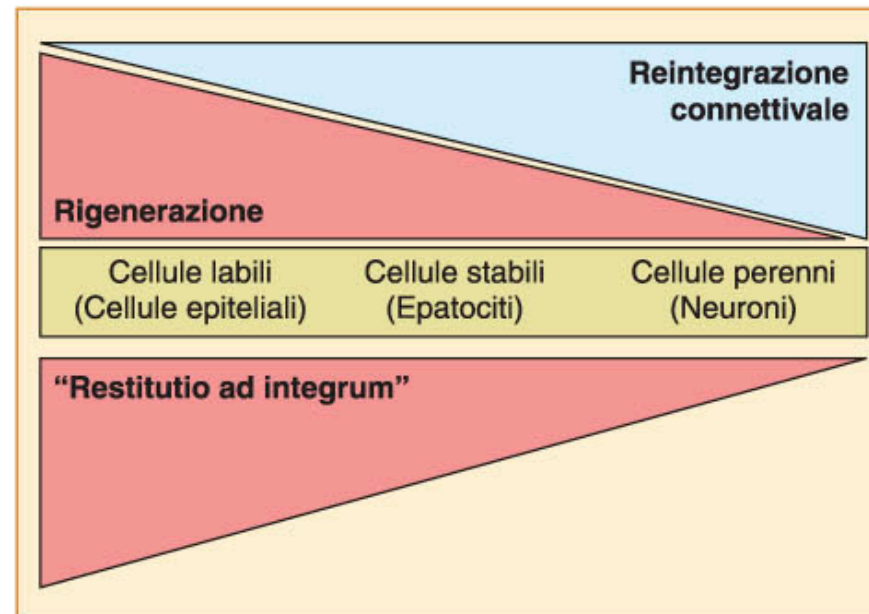 Reintegrazione
connettivale
Rigenerazione
Cellule labili
(Cellule epiteliali)
Cellule stabili
(Epatociti)
Cellule perenni
(Neuroni)
“Restitutio ad integrum”